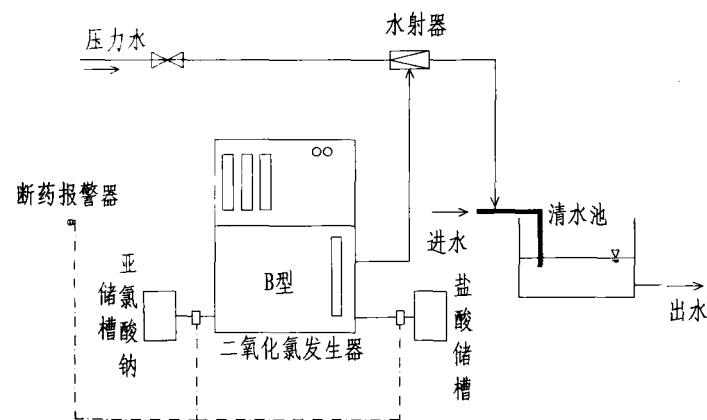 水射器
压力水
断药报警器
清水池
进水
亚氯酸钠
储槽
B型
盐酸储槽
出水
二氧化氯发生器